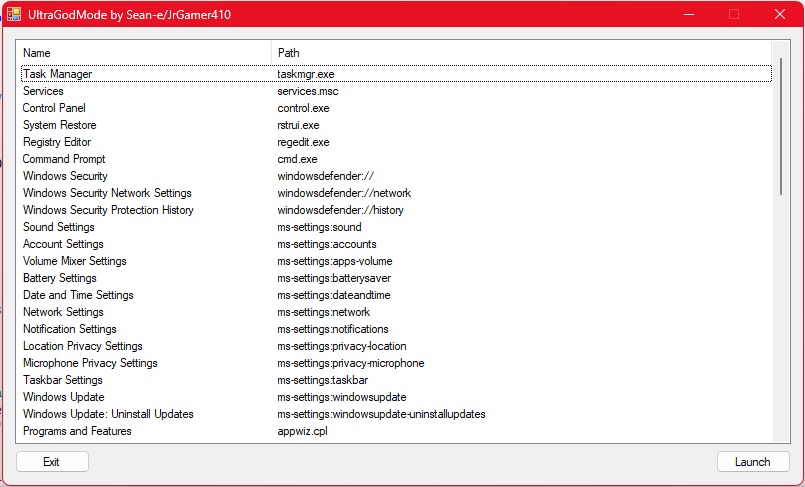 UltraGodMode by Sean-e/JrGamer410
Name Path
Task Manager taskmgr.exe
Services services.msc
Control Panel control.exe
System Restore rstrui.exe
Registry Editor regedit.exe
Command Prompt cmd.exe
Windows Security windowsdefender://
Windows Security Network Settings windowsdefender://network
Windows Security Protection History windowsdefender://history
Sound Settings ms-settings:sound
Account Settings ms-settings:accounts
Volume Mixer Settings ms-settings:apps-volume
Battery Settings ms-settings:batterysaver
Date and Time Settings ms-settings:dateandtime
Network Settings ms-settings:network
Notification Settings ms-settings:notifications
Location Privacy Settings ms-settings:privacy-location
Microphone Privacy Settings ms-settings:privacy-microphone
Taskbar Settings ms-settings:taskbar
Windows Update ms-settings:windowsupdate
Windows Update: Uninstall Updates ms-settings:windowsupdate-uninstallupdates
Programs and Features appwiz.cpl
Exit Launch